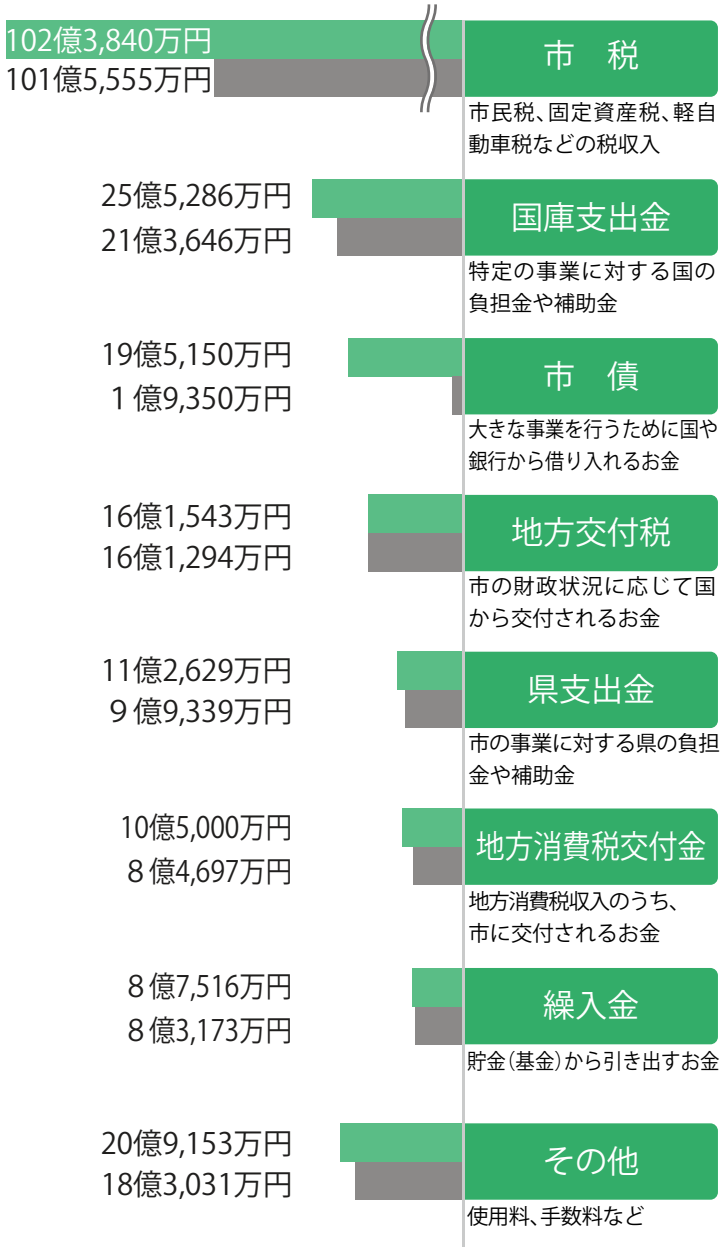 102億3,840万円
101億5,555万円
市　税
市民税、固定資産税、軽自
動車税などの税収入
25億5,286万円
21億3,646万円
国庫支出金
特定の事業に対する国の
負担金や補助金
19億5,150万円
1億9,350万円
市　債
大きな事業を行うために国や
銀行から借り入れるお金
16億1,543万円
16億1,294万円
地方交付税
市の財政状況に応じて国
から交付されるお金
11億2,629万円
9億9,339万円
県支出金
市の事業に対する県の負担
金や補助金
10億5,000万円
8億4,697万円
地方消費税交付金
地方消費税収入のうち、
市に交付されるお金
8億7,516万円
8億3,173万円
繰入金
貯金(基金)から引き出すお金
20億9,153万円
18億3,031万円
その他
使用料、手数料など